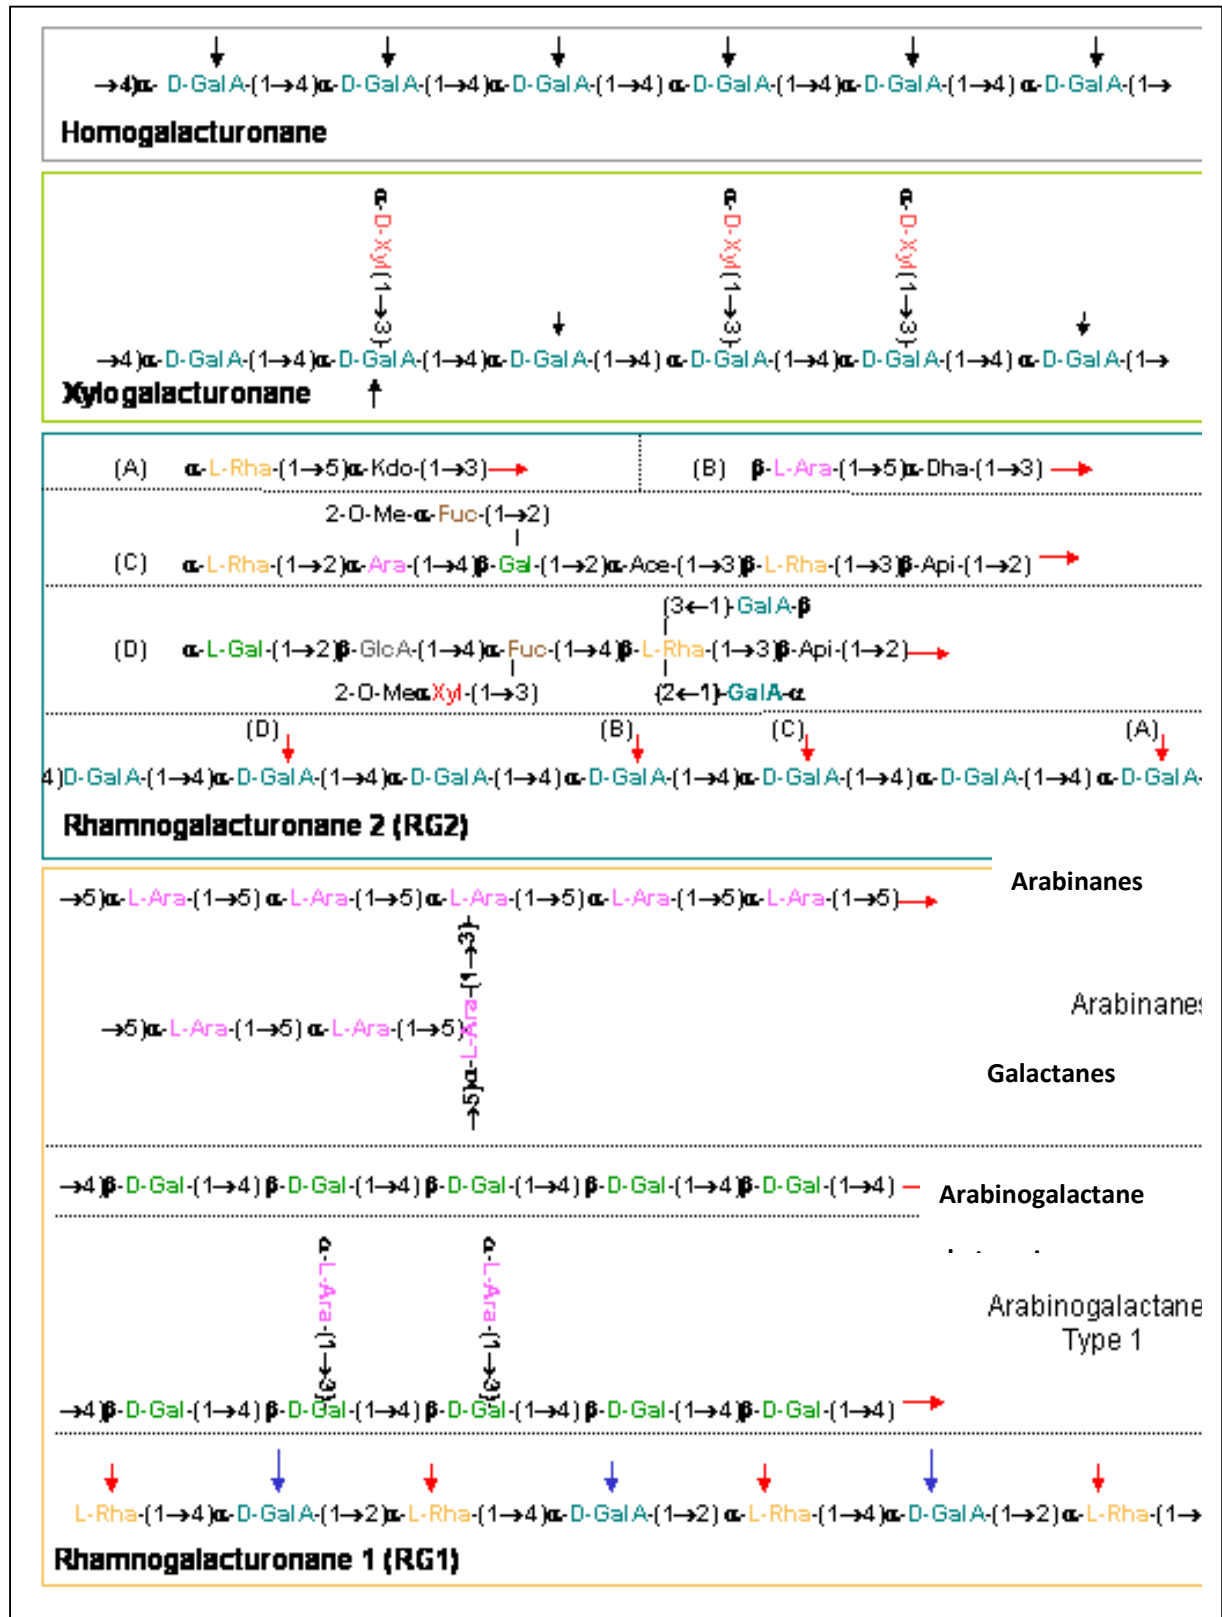 →4)α- D-GalA-(1→4)α-D-GalA-(1→4)α-D-GalA-(1→4) α-D-GalA-(1→4)α-D-GalA-(1→4) α-D-GalA-(1→
Homogalacturonane
α-D-Xyl(1→3)
α-D-Xyl(1→3)
α-D-Xyl(1→3)
→4)α-D-GalA-(1→4)α-D-GalA-(1→4)α-D-GalA-(1→4) α-D-GalA-(1→4)α-D-GalA-(1→4) α-D-GalA-(1→
Xylogalacturonane
(A) α-L-Rha-(1→5)α-Kdo-(1→3)→ (B) β-L-Ara-(1→5)α-Dha-(1→3)→
2-O-Me-α-Fuc-(1→2)
(C) α-L-Rha-(1→2)α-Ara-(1→4)β-Gal-(1→2)α-Ace-(1→3)β-L-Rha-(1→3)β-Api-(1→2)→
(3←1)-GalA-β
(D) α-L-Gal-(1→2)β-GlcA-(1→4)α-Fuc-(1→4)β-L-Rha-(1→3)β-Api-(1→2)→
2-O-MeαXyl-(1→3) (2←1)-GalA-α
(D) (B) (C) (A)
4)D-GalA-(1→4)α-D-GalA-(1→4)α-D-GalA-(1→4) α-D-GalA-(1→4)α-D-GalA-(1→4)α-D-GalA-(1→4) α-D-GalA-
Rhamnogalacturonane 2 (RG2)
Arabinanes
→5)α-L-Ara-(1→5) α-L-Ara-(1→5)α-L-Ara-(1→5)α-L-Ara-(1→5)α-L-Ara-(1→5)→
→5)α-L-Ara-(1→3)
Arabinanes
→5)α-L-Ara-(1→5) α-L-Ara-(1→5)
Galactanes
→4)β-D-Gal-(1→4) β-D-Gal-(1→4) β-D-Gal-(1→4) β-D-Gal-(1→4)β-D-Gal-(1→4)
Arabinogalactane
α-L-Ara-(1→3)
α-L-Ara-(1→3)
Arabinogalactane
Type 1
→4)β-D-Gal-(1→4) β-D-Gal-(1→4) β-D-Gal-(1→4) β-D-Gal-(1→4)β-D-Gal-(1→4)→
L-Rha-(1→4)α-D-GalA-(1→2)α-L-Rha-(1→4)α-D-GalA-(1→2) α-L-Rha-(1→4)α-D-GalA-(1→2) α-L-Rha-(1→
Rhamnogalacturonane 1 (RG1)